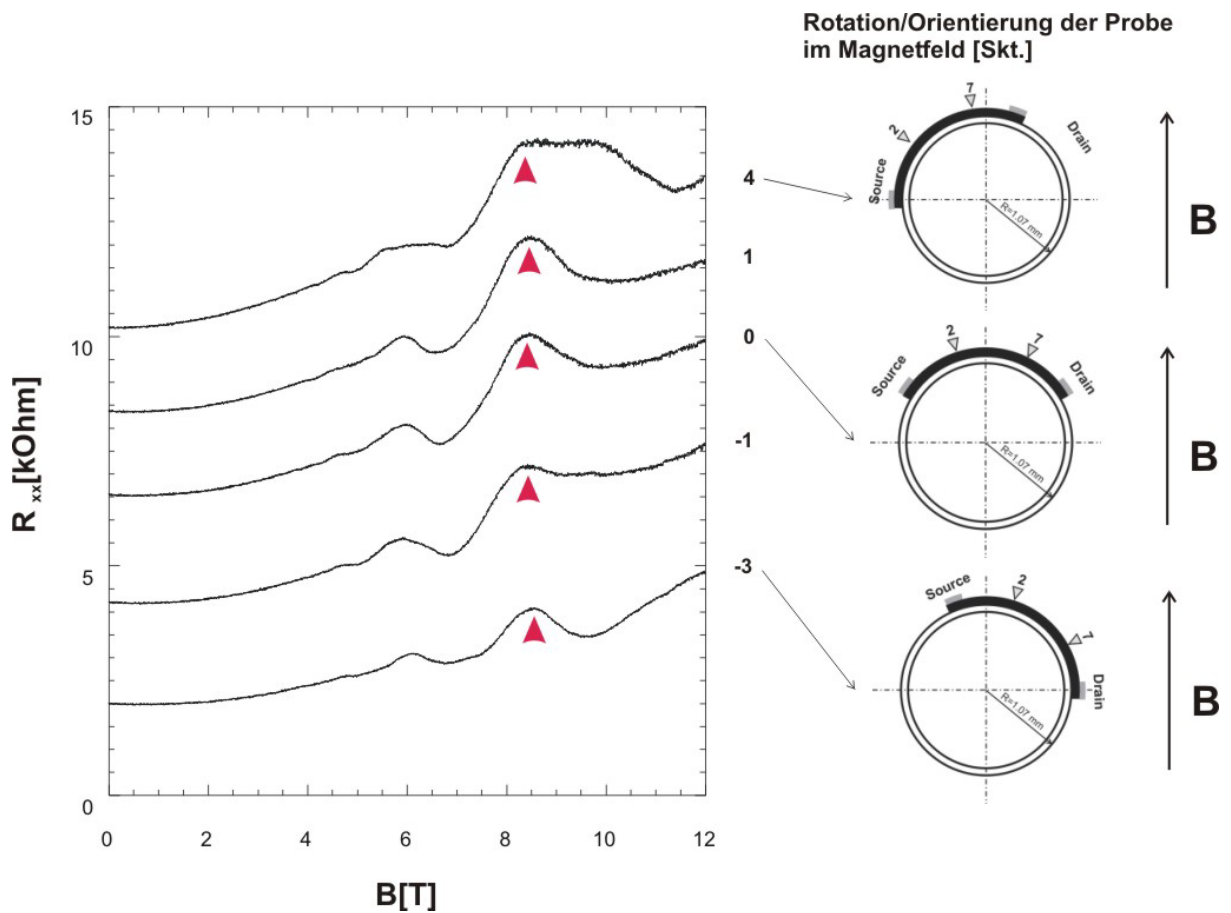 Rotation/Orientierung der Probe
im Magnetfeld [Skt.]
15
10
5
0
R xx[kOhm]
0 2 4 6 8 10 12
B[T]
4
1
0
-1
-3
Source
2
7
Drain
R=1.07 mm
B
Source
2
7
Drain
R=1.07 mm
B
Source
2
7
Drain
R=1.07 mm
B